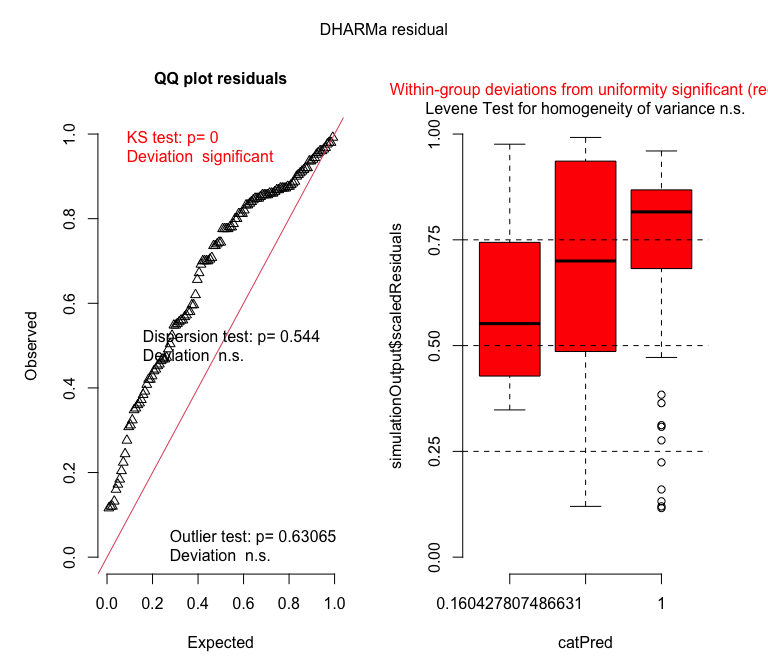 DHARMa residual
QQ plot residuals
KS test: p= 0
Deviation  significant
Dispersion test: p= 0.544
Deviation  n.s.
Outlier test: p= 0.63065
Deviation  n.s.
Observed
0.0 0.2 0.4 0.6 0.8 1.0
0.0 0.2 0.4 0.6 0.8 1.0
Expected
Within-group deviations from uniformity significant (re
Levene Test for homogeneity of variance n.s.
simulationOutput$scaledResiduals
0.00 0.25 0.50 0.75 1.00
0.160427807486631 1
catPred